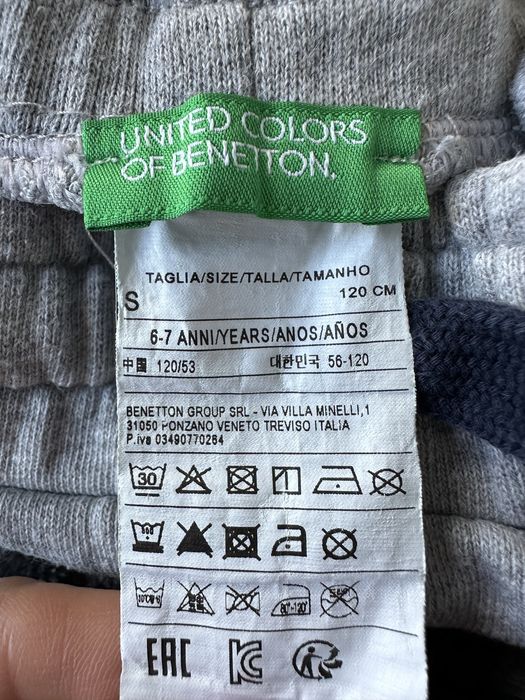 UNITED COLORS
OF BENETTON.
TAGLIA/SIZE/TALLA/TAMANHO
S 120 CM
6-7 ANNI/YEARS/ANOS/AÑOS
中国 120/53 대한민국 56-120
BENETTON GROUP SRL - VIA VILLA MINELLI,1
31050 PONZANO VENETO TREVISO ITALIA
P.iva 03490770264
30
EAC